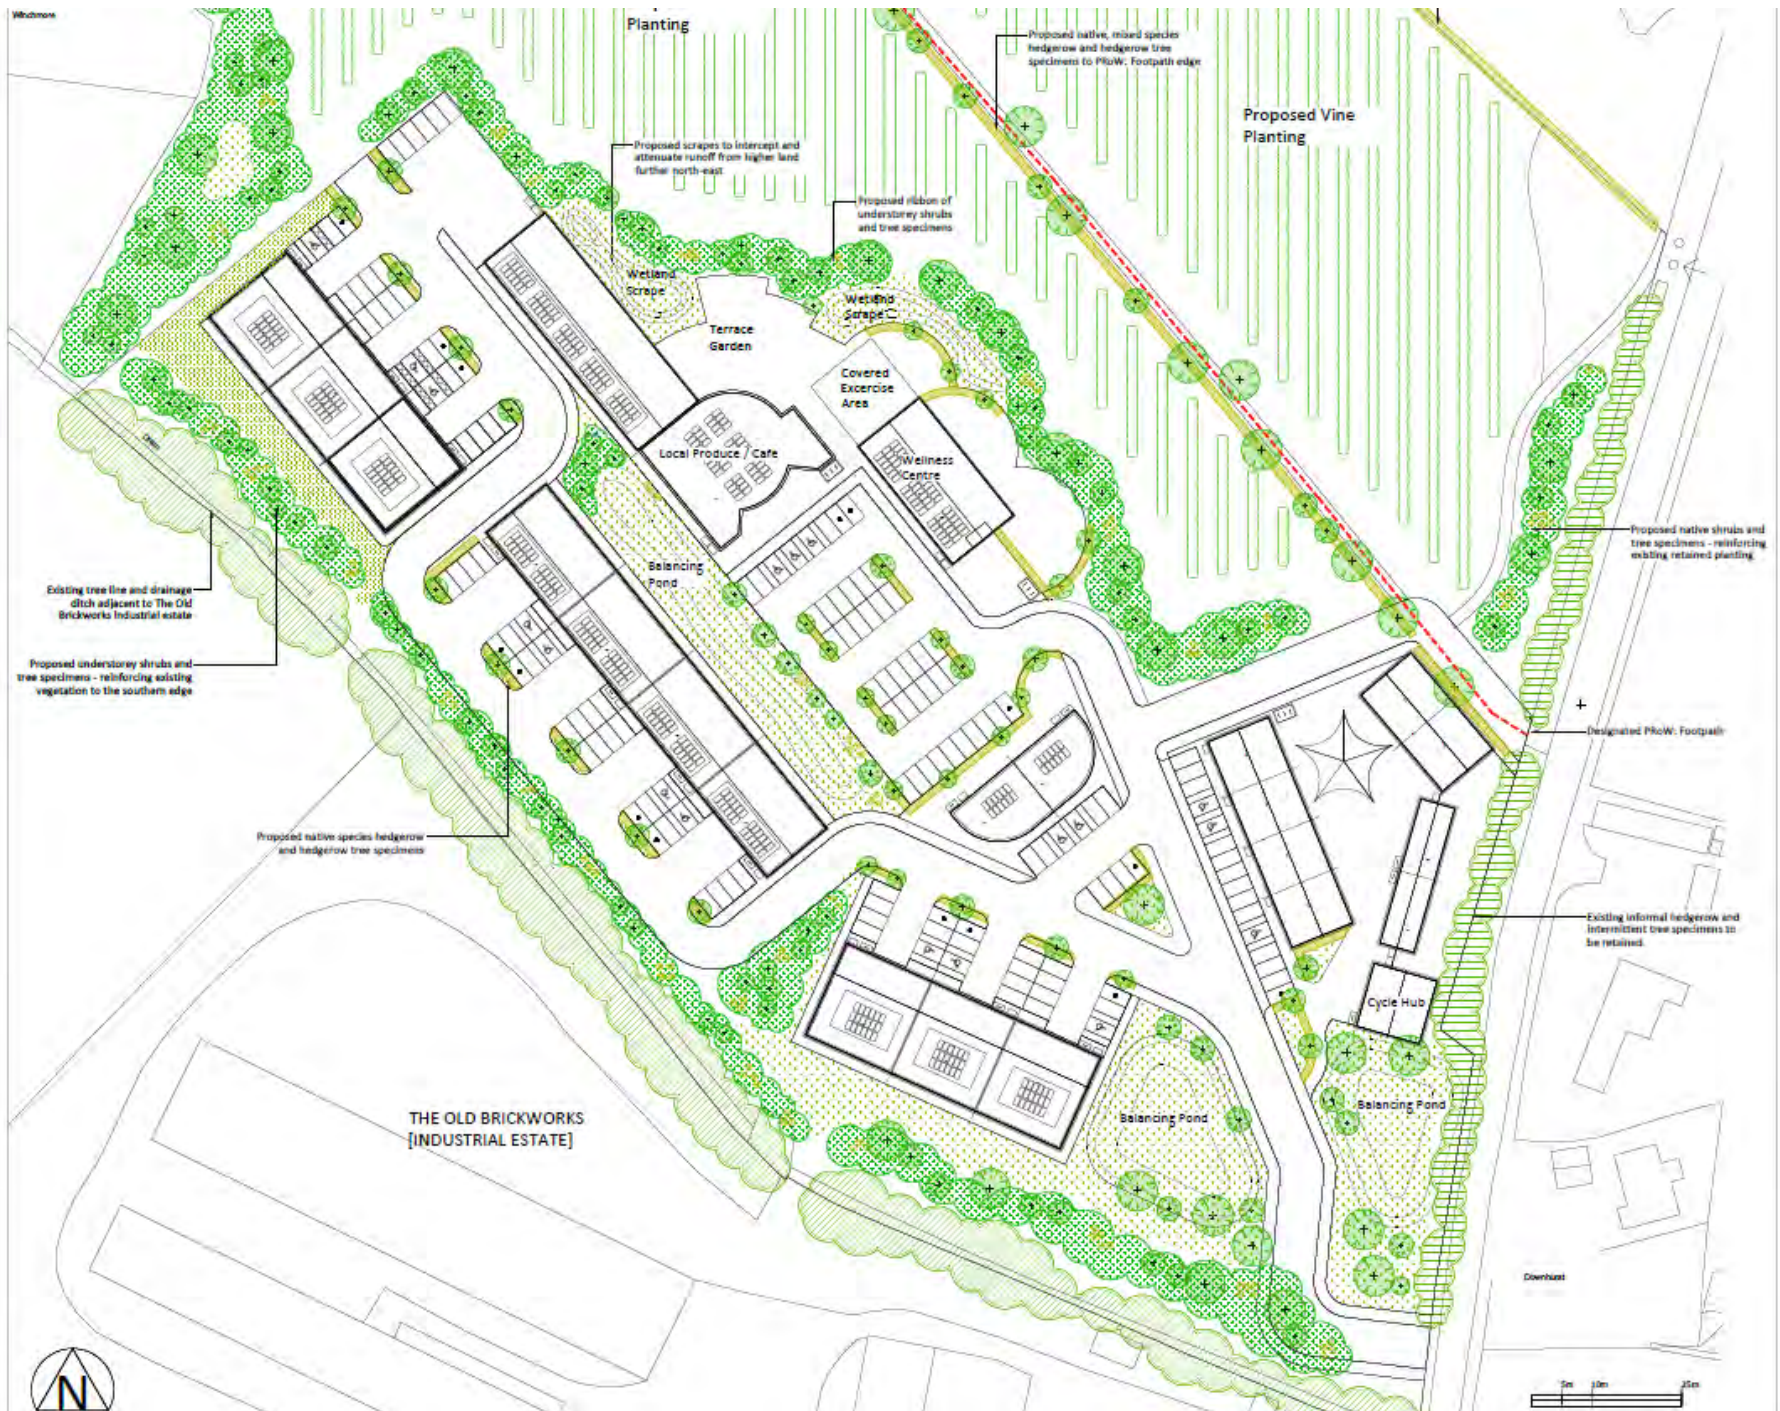 Winchmore
Planting
Proposed native, mixed species
hedgerow and hedgerow tree
specimens to PRoW: Footpath edge
Proposed Vine
Planting
Proposed scrapes to intercept and
attenuate runoff from higher land
further north-east
Proposed ribbon of
understorey shrubs
and tree specimens
Wetland
Scrape
Wetland
Scrape
Terrace
Garden
Covered
Excercise
Area
Local Produce / Cafe
Wellness
Centre
Balancing
Pond
Existing tree line and drainage
ditch adjacent to The Old
Brickworks Industrial estate
Proposed understorey shrubs and
tree specimens - reinforcing existing
vegetation to the southern edge
Proposed native species hedgerow
and hedgerow tree specimens
Proposed native shrubs and
tree specimens - reinforcing
existing retained planting
Designated PRoW: Footpath
Existing informal hedgerow and
intermittent tree specimens to
be retained.
Cycle Hub
Balancing Pond
Balancing Pond
THE OLD BRICKWORKS
[INDUSTRIAL ESTATE]
Downhurst
N
5m 10m 25m